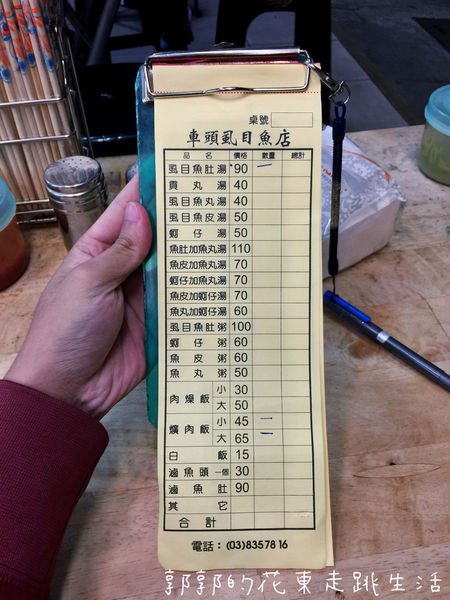 桌號
車頭虱目魚店
品名 價格 數量 總計
虱目魚肚湯 90 一
貢丸湯 40
虱目魚丸湯 40
虱目魚皮湯 50
蚵仔湯 50
魚肚加魚丸湯 110
魚皮加魚丸湯 70
蚵仔加魚丸湯 70
魚皮加蚵仔湯 70
魚丸加蚵仔湯 60
虱目魚肚粥 100
蚵仔粥 60
魚皮粥 60
魚丸粥 50
肉燥飯 小 30
大 50
爌肉飯 小 45 一
大 65 一
白飯 15
滷魚頭 一個 30
滷魚肚 90
其它
合計
電話：(03)8357816
郭郭的花東走跳生活